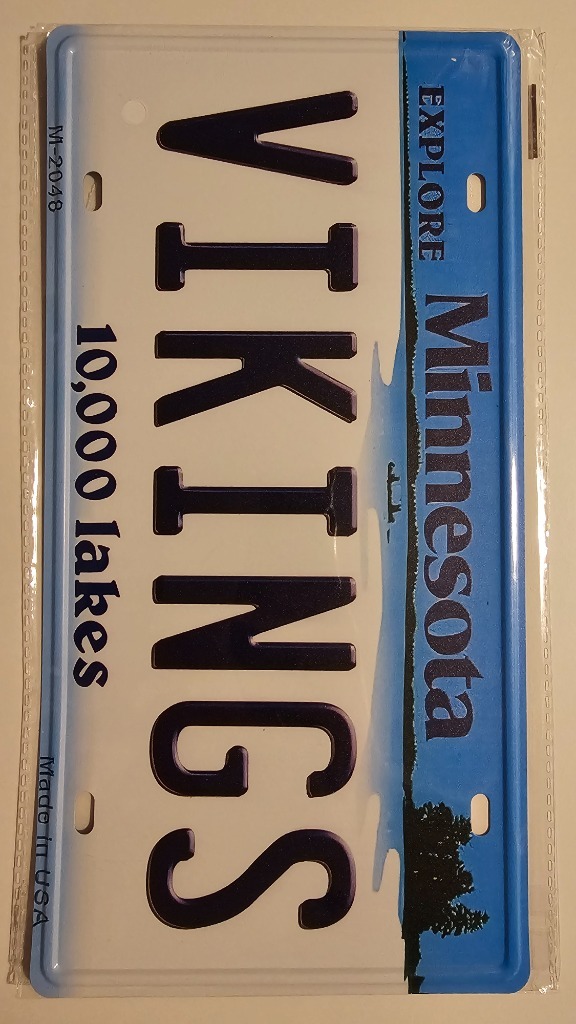 EXPLORE Minnesota
VIKINGS
10,000 lakes
M-2048 Made in USA